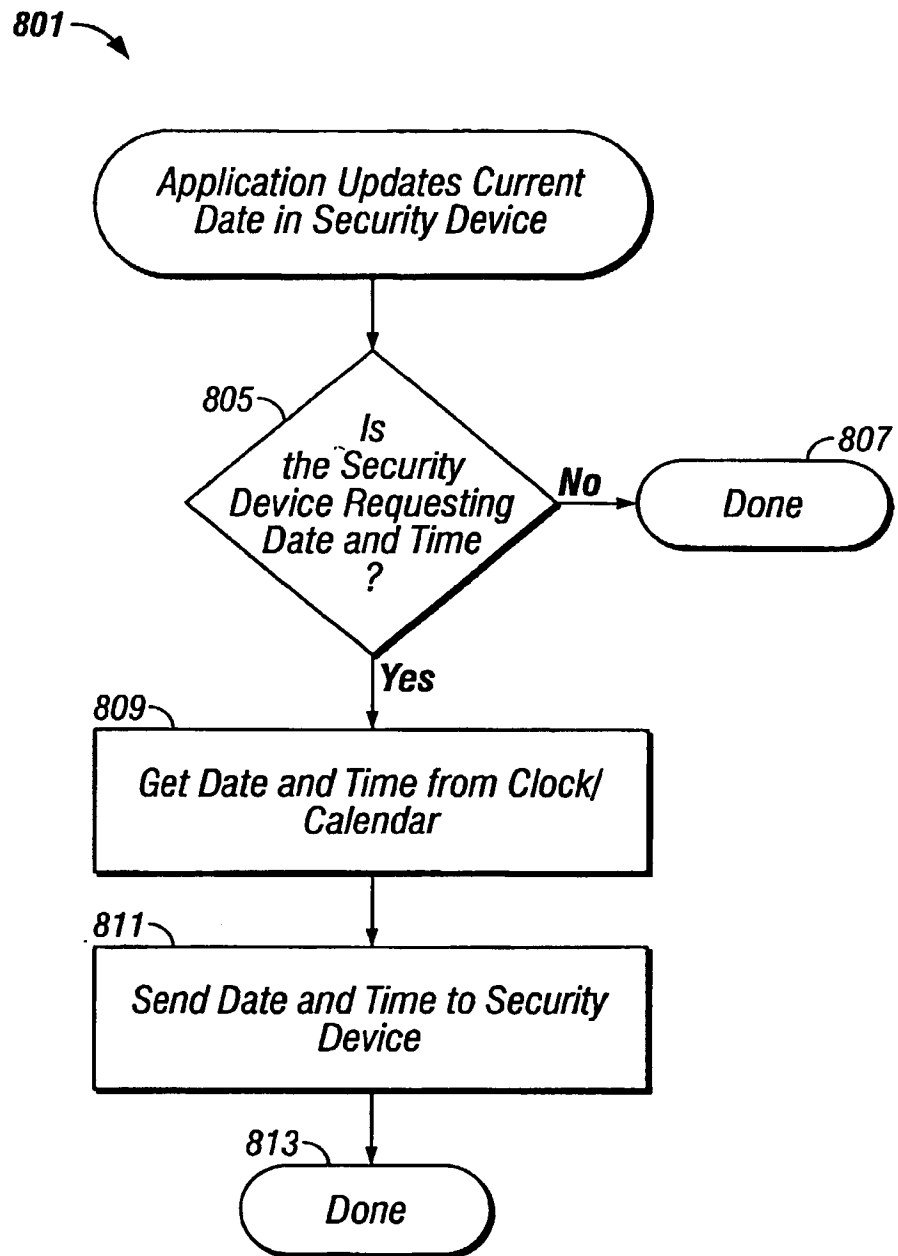 801
Application Updates Current
Date in Security Device
805
Is
the Security
Device Requesting
Date and Time
?
No
807
Done
Yes
809
Get Date and Time from Clock/
Calendar
811
Send Date and Time to Security
Device
813
Done